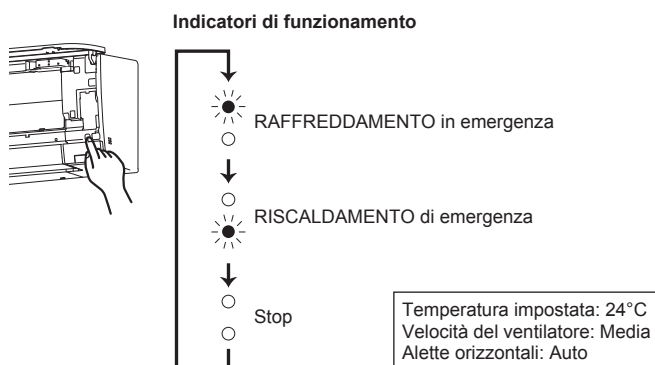 Indicatori di funzionamento
RAFFREDDAMENTO in emergenza
RISCALDAMENTO di emergenza
Stop
Temperatura impostata: 24°C
Velocità del ventilatore: Media
Alette orizzontali: Auto